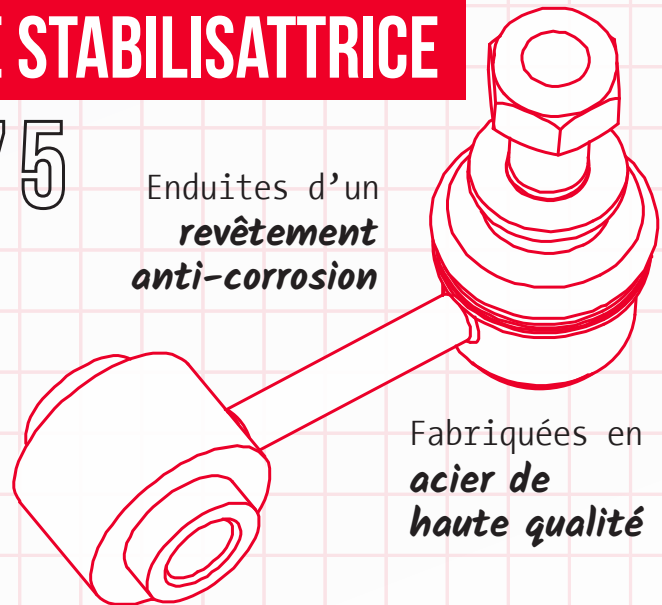 E STABILISATTRICE
75
Enduites d’un
revêtement
anti-corrosion
Fabriquées en
acier de
haute qualité